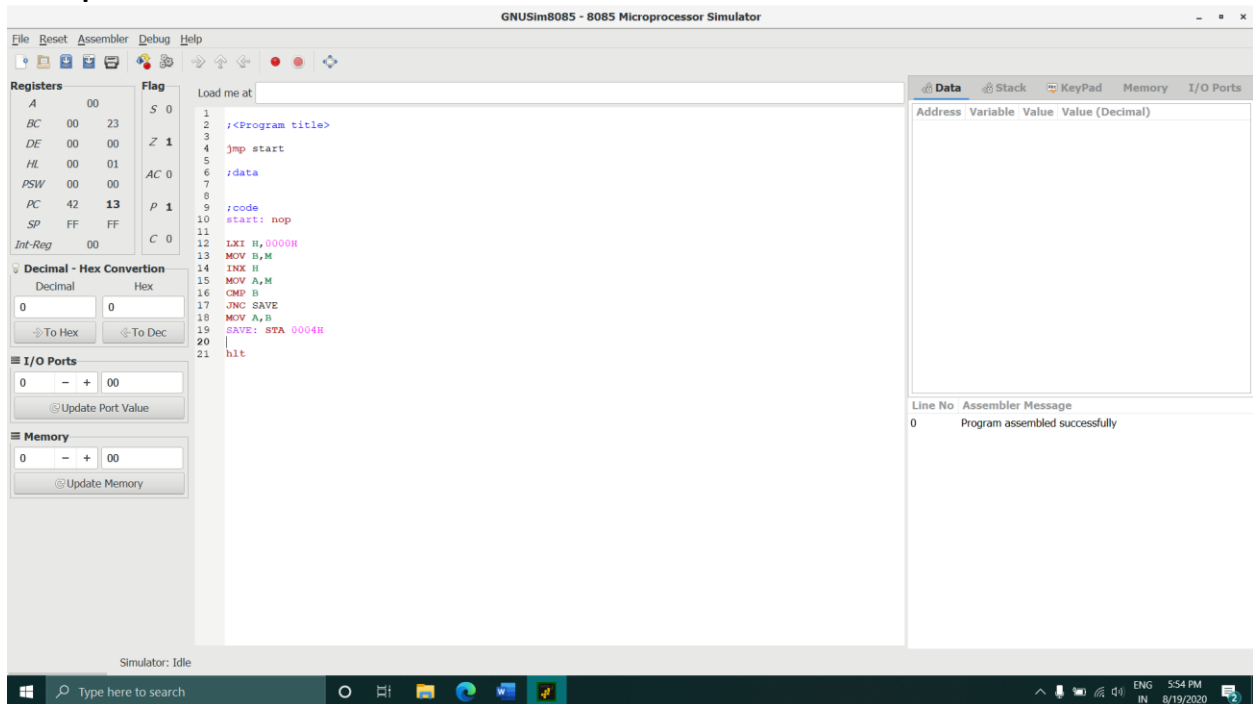 GNUSim8085 - 8085 Microprocessor Simulator
File Reset Assembler Debug Help
Registers
A 00
BC 00 23
DE 00 00
HL 00 01
PSW 00 00
PC 42 13
SP FF FF
Int-Reg 00
Flag
S 0
Z 1
AC 0
P 1
C 0
Decimal - Hex Convertion
Decimal Hex
0 0
To Hex To Dec
I/O Ports
0 - + 00
Update Port Value
Memory
0 - + 00
Update Memory
Load me at
1
2 ;<Program title>
3
4 jmp start
5
6 ;data
7
8
9 ;code
10 start: nop
11
12 LXI H,0000H
13 MOV B,M
14 INX H
15 MOV A,M
16 CMP B
17 JNC SAVE
18 MOV A,B
19 SAVE: STA 0004H
20
21 hlt
Data Stack KeyPad Memory I/O Ports
Address Variable Value Value (Decimal)
Line No Assembler Message
0 Program assembled successfully
Simulator: Idle
Type here to search
ENG 5:54 PM
IN 8/19/2020
2